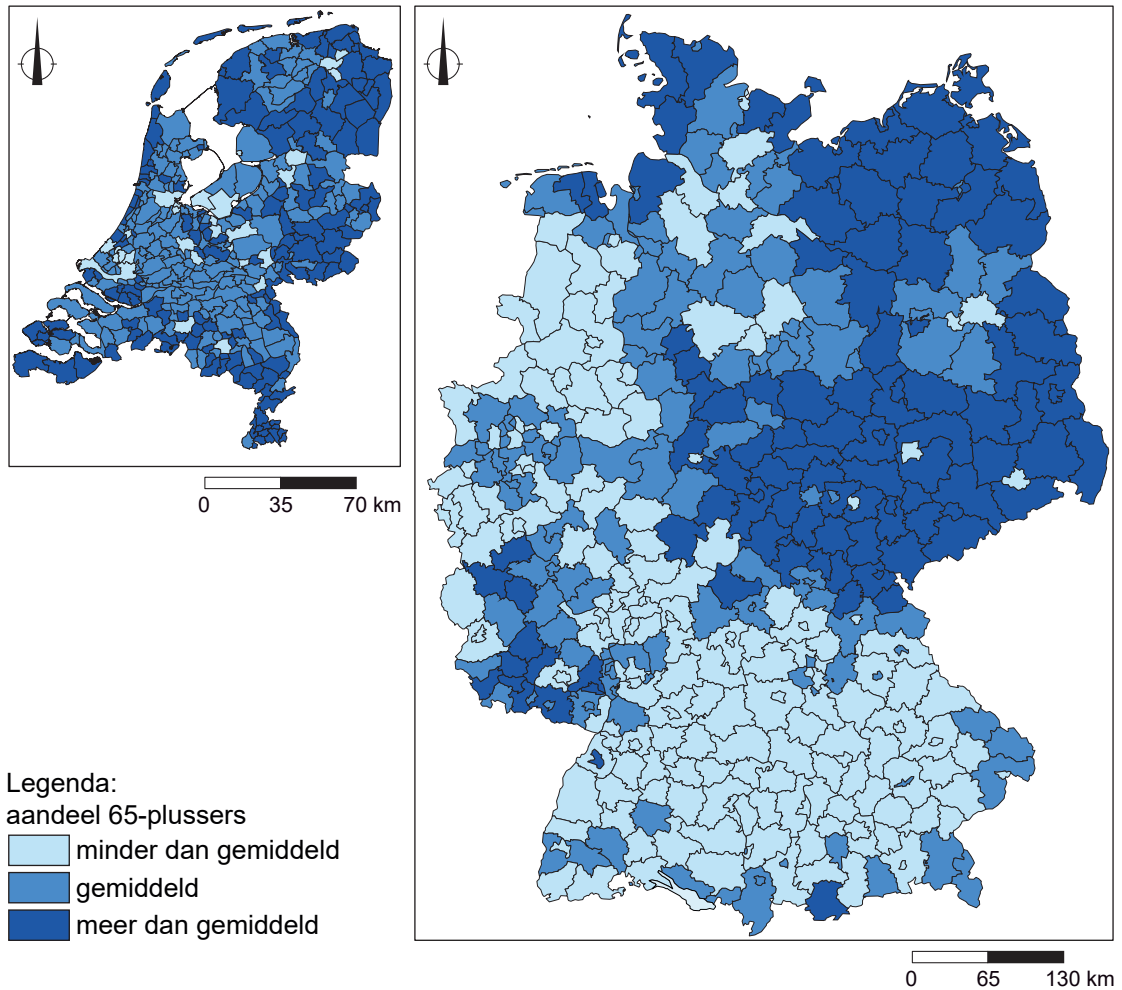 0 35 70 km
Legenda:
aandeel 65-plussers
minder dan gemiddeld
gemiddeld
meer dan gemiddeld
0 65 130 km